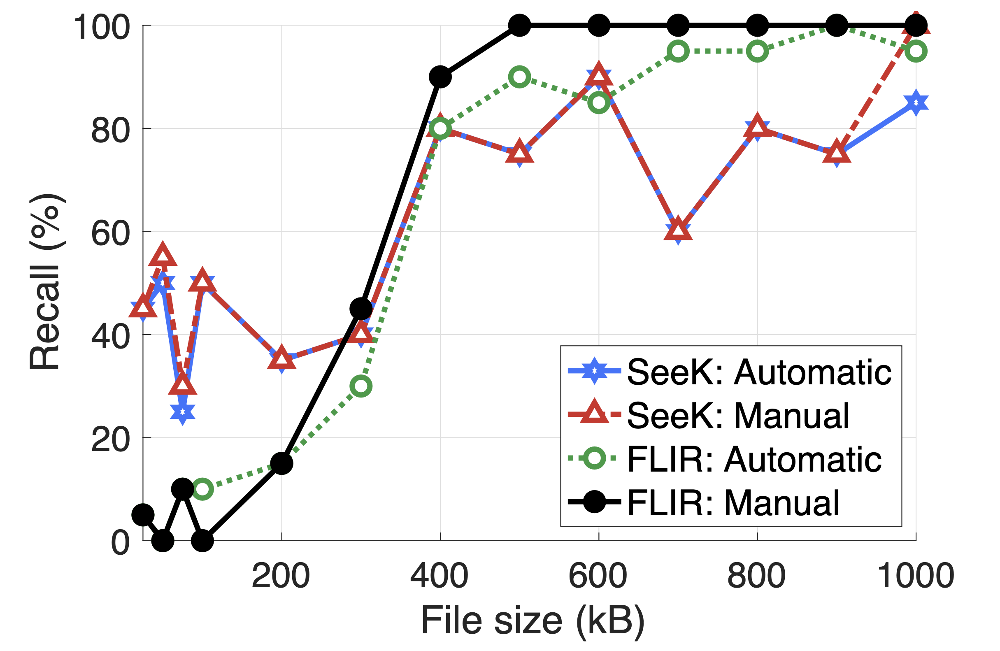 100
80
60
40
20
0
Recall (%)
200 400 600 800 1000
File size (kB)
SeeK: Automatic
SeeK: Manual
FLIR: Automatic
FLIR: Manual